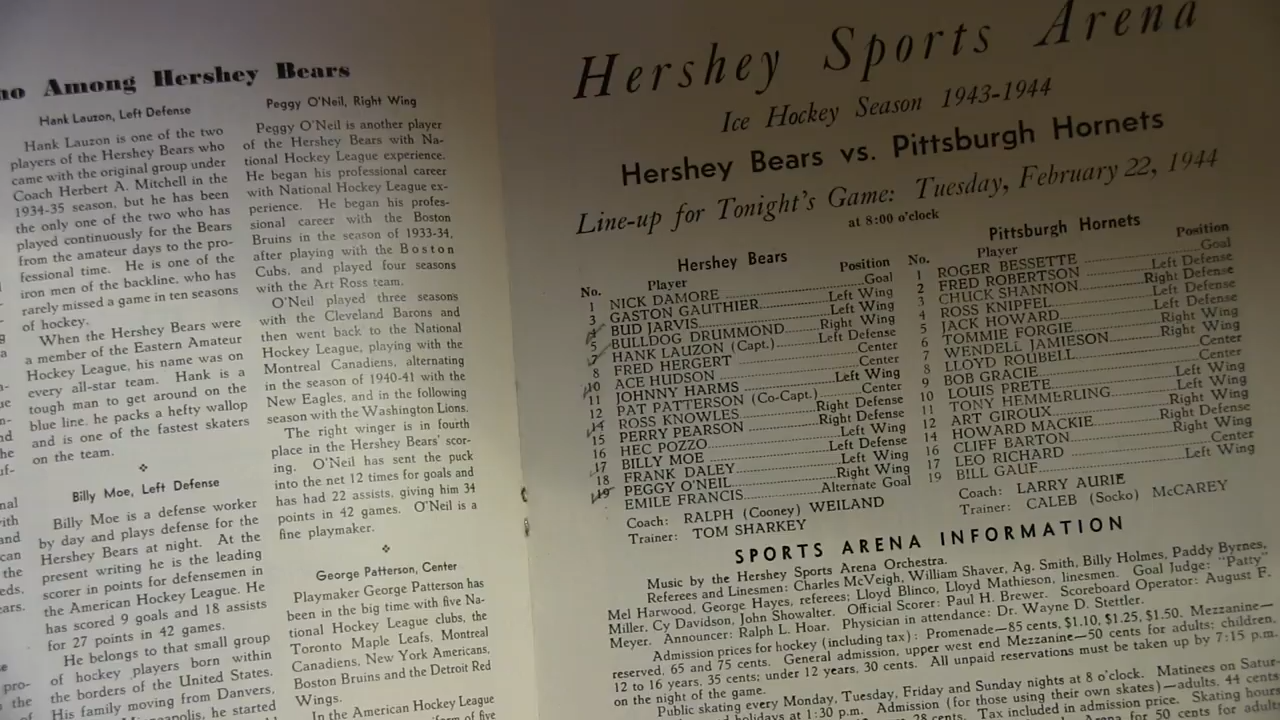 Among Hershey Bears
Hank Lauzon, Left Defense
Hank Lauzon is one of the two
players of the Hershey Bears who
came with the original group under
Coach Herbert A. Mitchell in the
1934-35 season, but he has been
the only one of the two who has
played continuously for the Bears
from the amateur days to the pro-
fessional time. He is one of the
iron men of the backline, who has
rarely missed a game in ten seasons
of hockey.
When the Hershey Bears were
a member of the Eastern Amateur
Hockey League, his name was on
every all-star team. Hank is a
tough man to get around on the
blue line, he packs a hefty wallop
and is one of the fastest skaters
on the team.
Billy Moe, Left Defense
Billy Moe is a defense worker
by day and plays defense for the
Hershey Bears at night. At the
present writing he is the leading
scorer in points for defensemen in
the American Hockey League. He
has scored 9 goals and 18 assists
for 27 points in 42 games.
He belongs to that small group
of hockey players born within
the borders of the United States.
His family moving from Danvers,
he started
Peggy O'Neil, Right Wing
Peggy O'Neil is another player
of the Hershey Bears with Na-
tional Hockey League experience.
He began his professional career
with National Hockey League ex-
perience. He began his profes-
sional career with the Boston
Bruins in the season of 1933-34,
after playing with the Boston
Cubs, and played four seasons
with the Art Ross team.
O'Neil played three seasons
with the Cleveland Barons and
then went back to the National
Hockey League, playing with the
Montreal Canadiens, alternating
in the season of 1940-41 with the
New Eagles, and in the following
season with the Washington Lions.
The right winger is in fourth
place in the Hershey Bears' scor-
ing. O'Neil has sent the puck
into the net 12 times for goals and
has had 22 assists, giving him 34
points in 42 games. O'Neil is a
fine playmaker.
George Patterson, Center
Playmaker George Patterson has
been in the big time with five Na-
tional Hockey League clubs, the
Toronto Maple Leafs, Montreal
Canadiens, New York Americans,
Boston Bruins and the Detroit Red
Wings.
In the American Hockey League
of five
Hershey Sports Arena
Ice Hockey Season 1943-1944
Hershey Bears vs. Pittsburgh Hornets
Line-up for Tonight's Game: Tuesday, February 22, 1944
at 8:00 o'clock
Hershey Bears
No. Player Position
1 NICK DAMORE Goal
3 GASTON GAUTHIER Left Wing
4 BUD JARVIS Left Wing
5 BULLDOG DRUMMOND Right Wing
7 HANK LAUZON (Capt.) Left Defense
8 FRED HERGERT Center
10 ACE HUDSON Center
11 JOHNNY HARMS Left Wing
12 PAT PATTERSON (Co-Capt.) Center
14 ROSS KNOWLES Right Defense
15 PERRY PEARSON Right Defense
16 HEC POZZO Left Wing
17 BILLY MOE Left Defense
18 FRANK DALEY Left Wing
19 PEGGY O'NEIL Right Wing
EMILE FRANCIS Alternate Goal
Coach: RALPH (Cooney) WEILAND
Trainer: TOM SHARKEY
Pittsburgh Hornets
No. Player Position
1 ROGER BESSETTE Goal
2 FRED ROBERTSON Left Defense
3 CHUCK SHANNON Right Defense
4 ROSS KNIPFEL Left Defense
5 JACK HOWARD Left Defense
6 TOMMIE FORGIE Right Wing
7 WENDELL JAMIESON Right Wing
8 LLOYD ROUBELL Center
9 BOB GRACIE Center
10 LOUIS PRETE Left Wing
11 TONY HEMMERLING Left Wing
12 ART GIROUX Right Wing
14 HOWARD MACKIE Right Defense
16 CLIFF BARTON Right Wing
17 LEO RICHARD Center
19 BILL GAUF Left Wing
Coach: LARRY AURIE
Trainer: CALEB (Socko) McCAREY
SPORTS ARENA INFORMATION
Music by the Hershey Sports Arena Orchestra.
Referees and Linesmen: Charles McVeigh, William Shaver, Ag. Smith, Billy Holmes, Paddy Byrnes,
Mel Harwood, George Hayes, referees; Lloyd Blinco, Lloyd Mathieson, linesmen. Goal Judge: "Patty"
Miller, Cy Davidson, John Showalter. Official Scorer: Paul H. Brewer. Scoreboard Operator: August F.
Meyer. Announcer: Ralph L. Hoar. Physician in attendance: Dr. Wayne D. Stettler.
Admission prices for hockey (including tax): Promenade—85 cents, $1.10, $1.25, $1.50. Mezzanine—
reserved, 65 and 75 cents. General admission, upper west end Mezzanine—50 cents for adults; children,
12 to 16 years, 35 cents; under 12 years, 30 cents. All unpaid reservations must be taken up by 7:15 p.m.
on the night of the game.
Public skating every Monday, Tuesday, Friday and Sunday nights at 8 o'clock. Matinees on Satur-
holidays at 1:30 p.m. Admission (for those using their own skates)—adults, 44 cents
28 cents. Tax included in admission price. Skating hours
Arena for 50 cents for adults